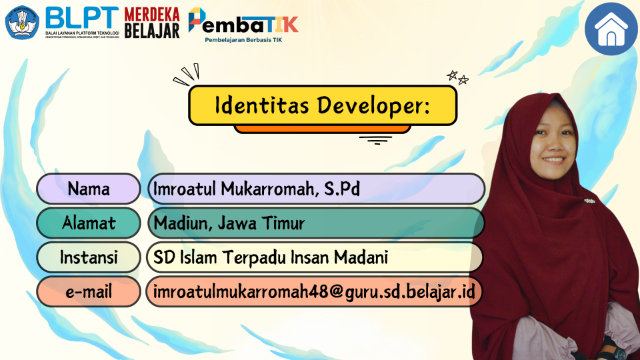 BLPT
BALAI LAYANAN PLATFORM TEKNOLOGI
MERDEKA
BELAJAR
PembaTIK
Pembelajaran Berbasis TIK
Identitas Developer:
Nama
Imroatul Mukarromah, S.Pd
Alamat
Madiun, Jawa Timur
Instansi
SD Islam Terpadu Insan Madani
e-mail
imroatulmukarromah48@guru.sd.belajar.id